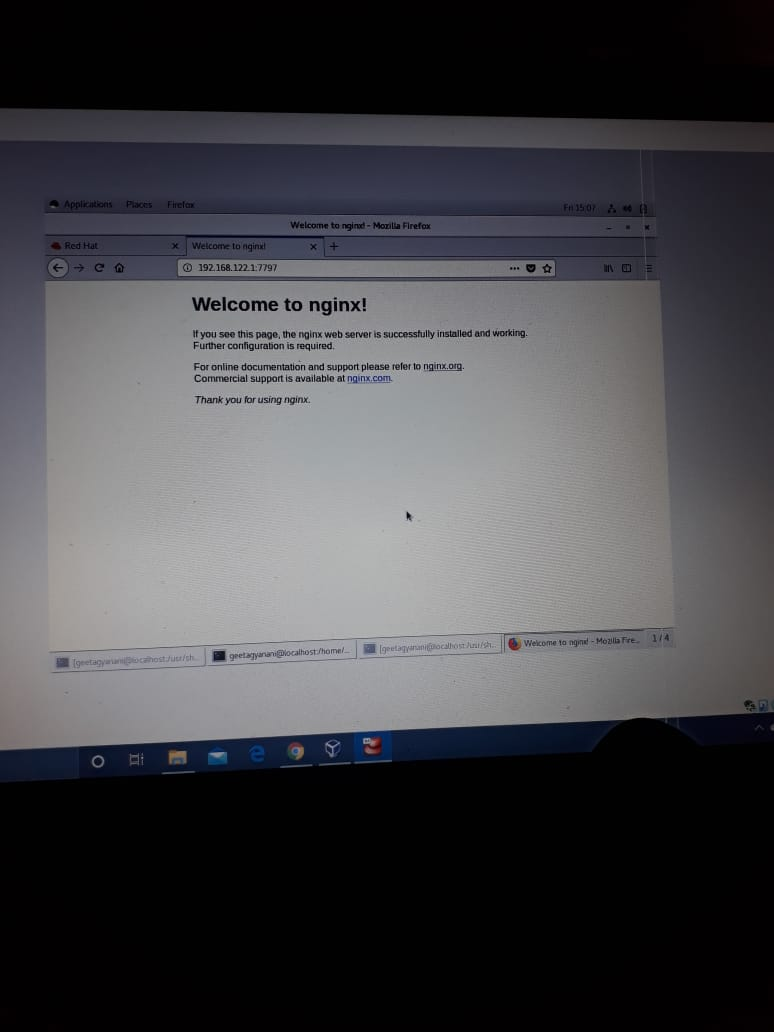 Applications Places Firefox Fri 15:07
Welcome to nginx! - Mozilla Firefox
Red Hat
Welcome to nginx!
192.168.122.1:7797
Welcome to nginx!
If you see this page, the nginx web server is successfully installed and working.
Further configuration is required.
For online documentation and support please refer to nginx.org.
Commercial support is available at nginx.com.
Thank you for using nginx.
[geetagyanani@localhost:/usr/sh...
geetagyanani@localhost:/home/...
[geetagyanani@localhost:/usr/sh...
Welcome to nginx! - Mozilla Fire...
1 / 4